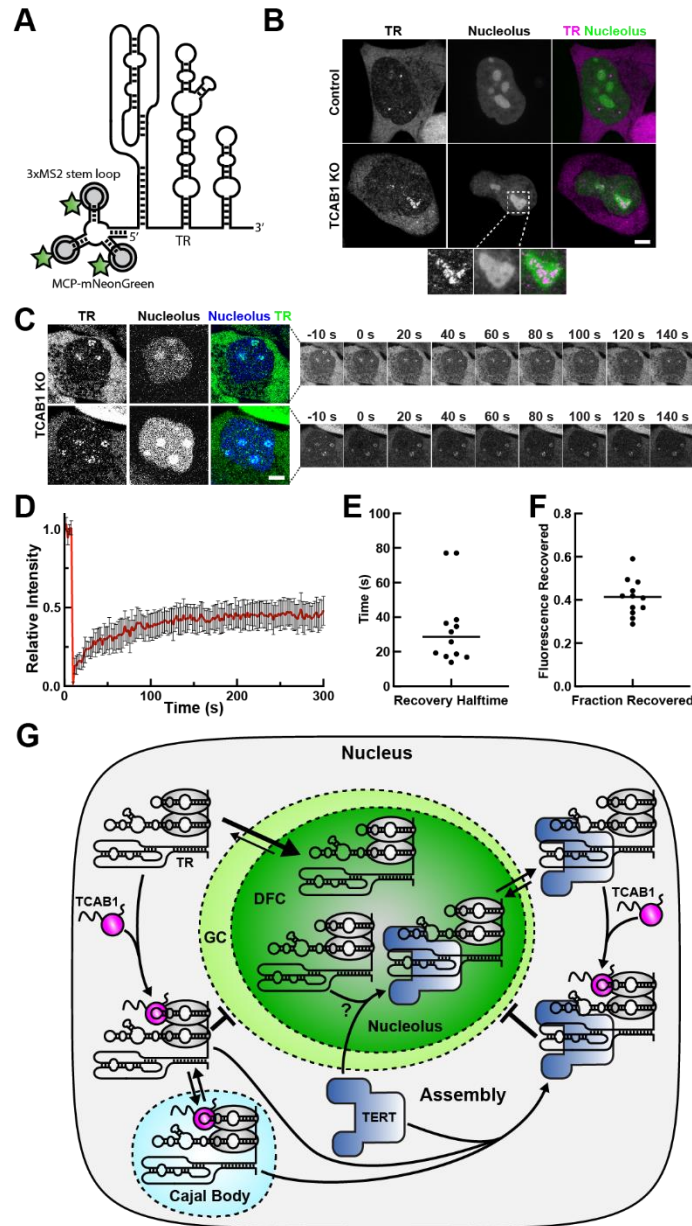 A
3xMS2 stem loop
5'
TR
3'
MCP-mNeonGreen
B
TR Nucleolus TR Nucleolus
Control
TCAB1 KO
C
TR Nucleolus Nucleolus TR
-10 s 0 s 20 s 40 s 60 s 80 s 100 s 120 s 140 s
TCAB1 KO
-10 s 0 s 20 s 40 s 60 s 80 s 100 s 120 s 140 s
D
Relative Intensity
1.0
0.5
0.0
0 100 200 300
Time (s)
E
Time (s)
100
80
60
40
20
0
Recovery Halftime
F
Fluorescence Recovered
0.8
0.6
0.4
0.2
0.0
Fraction Recovered
G
Nucleus
TR
TCAB1
DFC
GC
?
Nucleolus
TCAB1
Assembly
TERT
Cajal Body